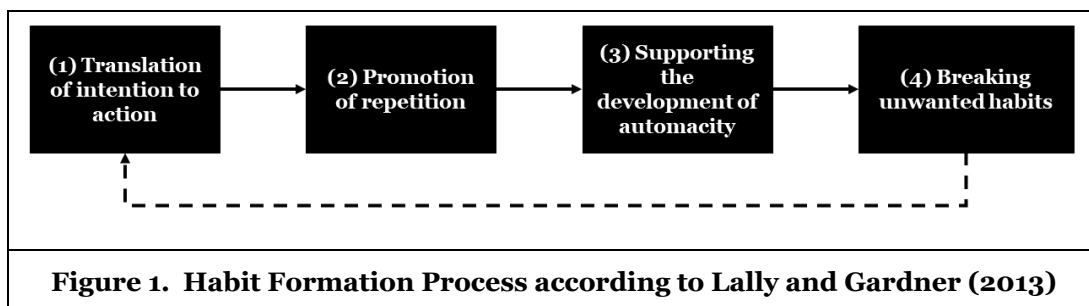 (1) Translation
of intention to
action
(2) Promotion
of repetition
(3) Supporting
the
development of
automacity
(4) Breaking
unwanted habits
Figure 1. Habit Formation Process according to Lally and Gardner (2013)